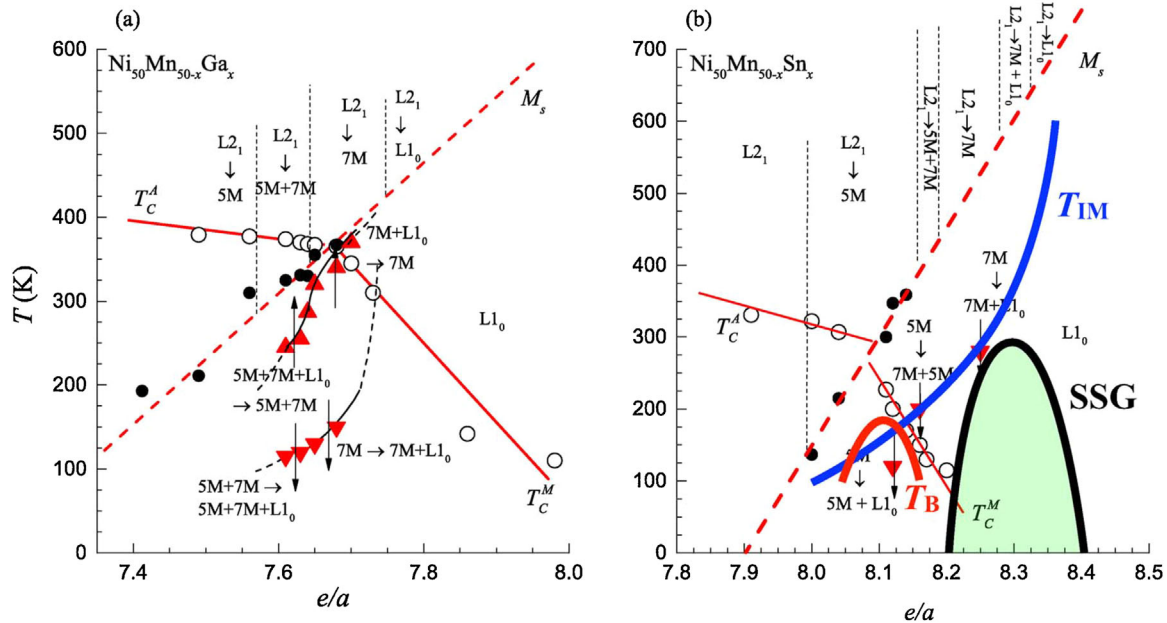 (a)
Ni50Mn50-xGax
600
500
400
300
200
100
0
T (K)
7.4
7.6
7.8
8.0
e/a
L21
↓
5M
L21
↓
5M+7M
L21
↓
7M
L21
↓
L10
Ms
TCA
7M+L10
→ 7M
L10
5M+7M+L10
→ 5M+7M
7M → 7M+L10
5M+7M →
5M+7M+L10
TCM
(b)
Ni50Mn50-xSnx
700
600
500
400
300
200
100
0
7.8
7.9
8.0
8.1
8.2
8.3
8.4
8.5
e/a
L21
L21
↓
5M
L21→5M+7M
L21→7M
L21→7M + L10
L21→L10
Ms
TIM
7M
↓
7M+L10
L10
TCA
5M
↓
7M+5M
SSG
5M
↓
5M + L10
TB
TCM